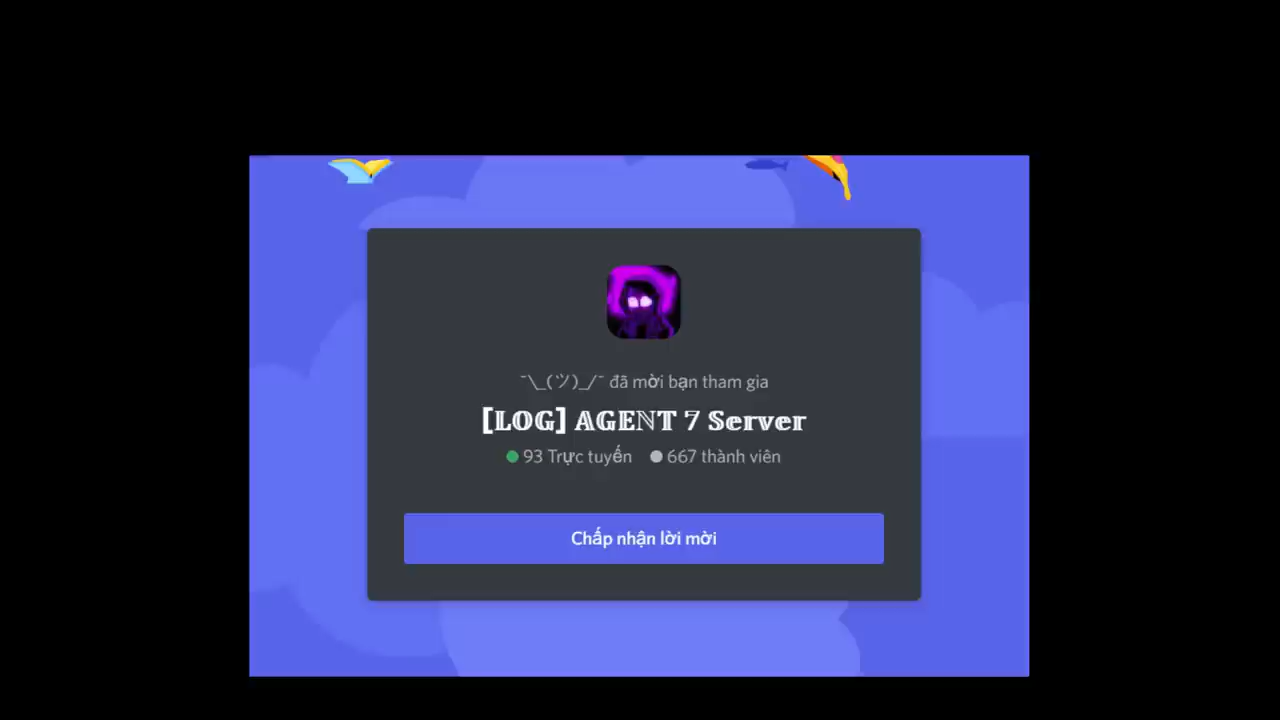 ¯\_(ツ)_/¯ đã mời bạn tham gia
[LOG] AGENT 7 Server
93 Trực tuyến 667 thành viên
Chấp nhận lời mời